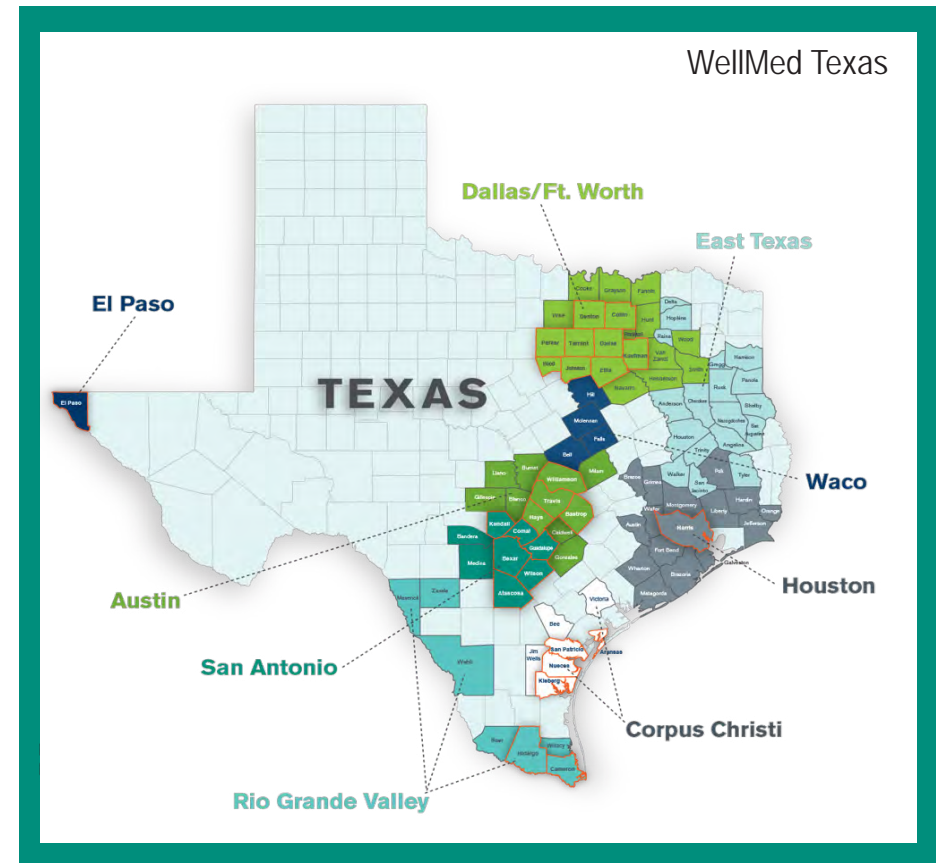 WellMed Texas
Dallas/Ft. Worth
East Texas
El Paso
TEXAS
Waco
Houston
Austin
San Antonio
Corpus Christi
Rio Grande Valley
El Paso
Cooke
Grayson
Fannin
Wise
Denton
Collin
Hunt
Delta
Hopkins
Rains
Wood
Parker
Tarrant
Dallas
Rockwall
Kaufman
Van
Zandt
Smith
Hood
Johnson
Ellis
Navarro
Henderson
Gregg
Harrison
Rusk
Panola
Anderson
Cherokee
Shelby
Nacogdoches
San
Augustine
Houston
Angelina
Trinity
Walker
San
Jacinto
Polk
Tyler
Hill
Mclennan
Falls
Bell
Milam
Llano
Burnet
Williamson
Gillespie
Blanco
Travis
Hays
Bastrop
Caldwell
Gonzales
Kendall
Comal
Bandera
Guadalupe
Medina
Bexar
Wilson
Atascosa
Brazos
Grimes
Montgomery
Waller
Liberty
Hardin
Orange
Jefferson
Austin
Harris
Fort Bend
Galveston
Wharton
Brazoria
Matagorda
Maverick
Zavala
Webb
Victoria
Bee
Jim
Wells
San Patricio
Aransas
Nueces
Kleberg
Starr
Hidalgo
Willacy
Cameron